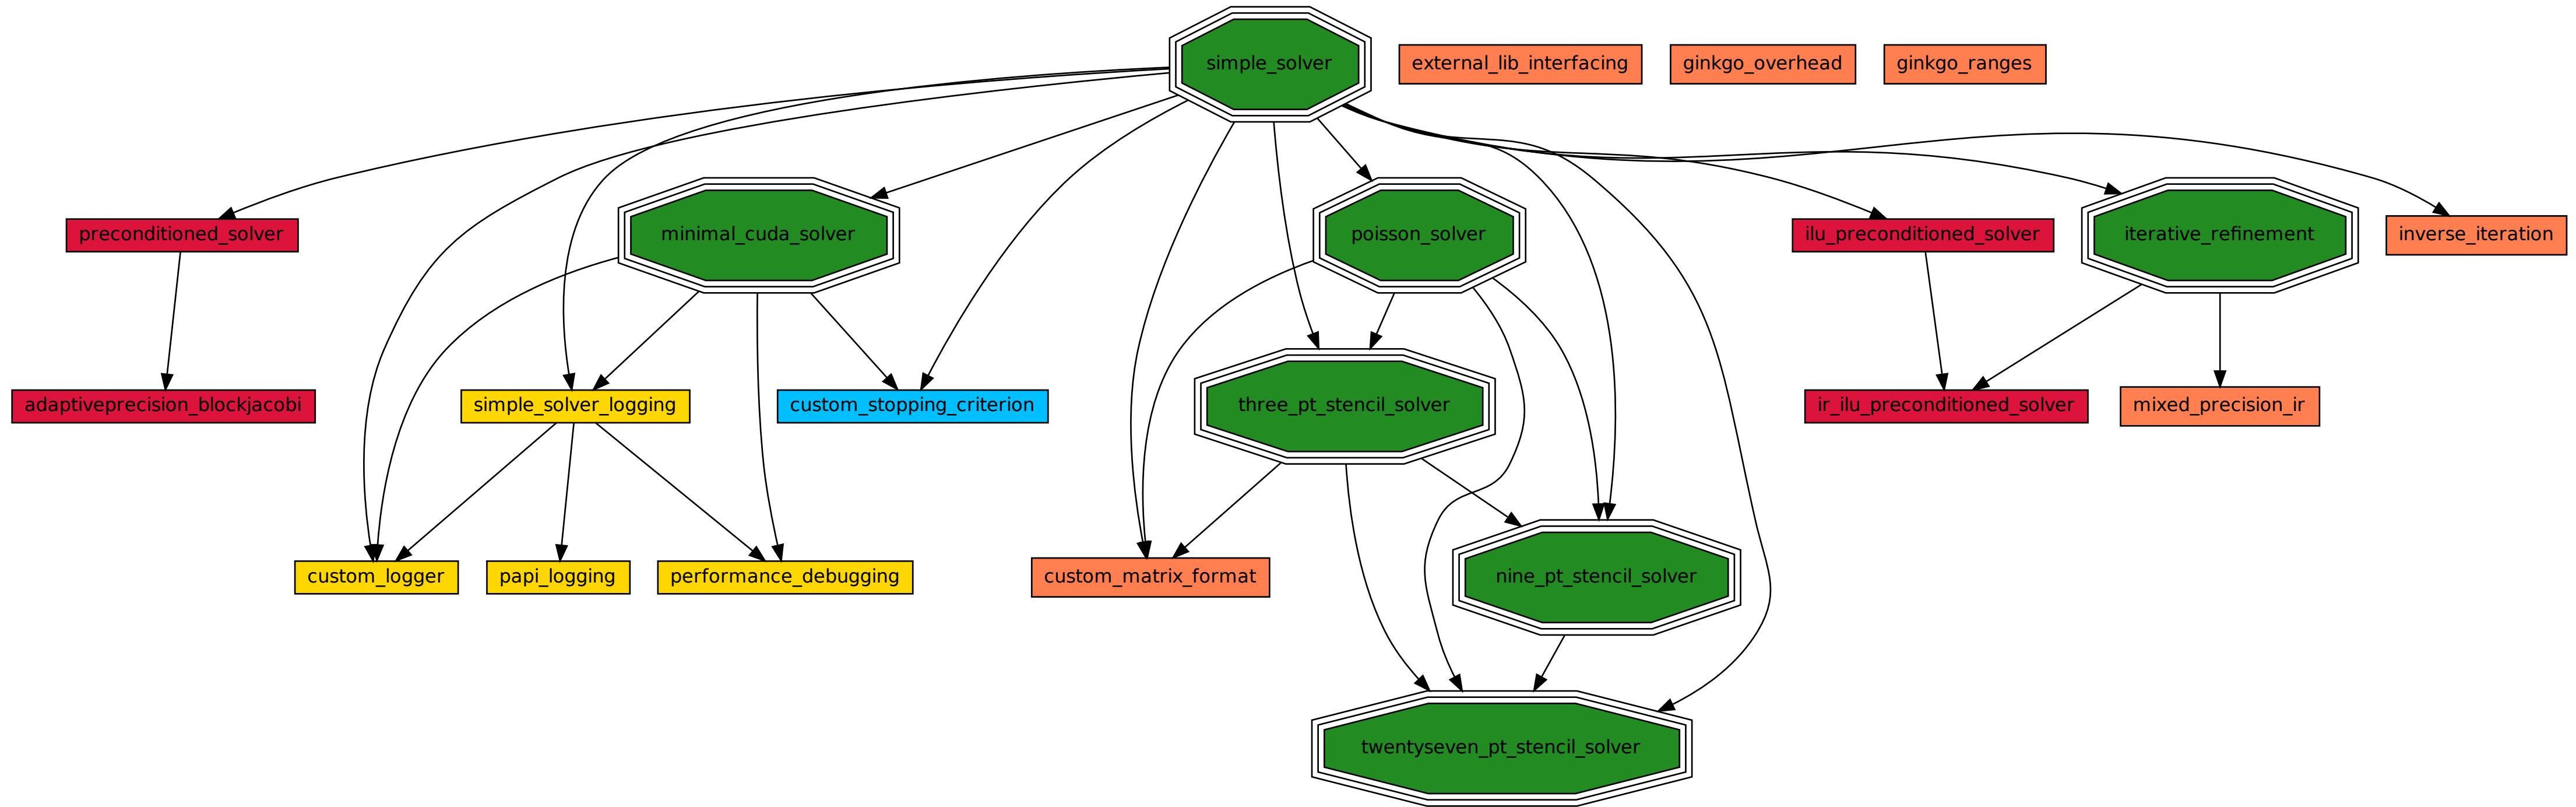 simple_solver
external_lib_interfacing
ginkgo_overhead
ginkgo_ranges
preconditioned_solver
minimal_cuda_solver
poisson_solver
ilu_preconditioned_solver
iterative_refinement
inverse_iteration
adaptiveprecision_blockjacobi
simple_solver_logging
custom_stopping_criterion
three_pt_stencil_solver
ir_ilu_preconditioned_solver
mixed_precision_ir
custom_logger
papi_logging
performance_debugging
custom_matrix_format
nine_pt_stencil_solver
twentyseven_pt_stencil_solver